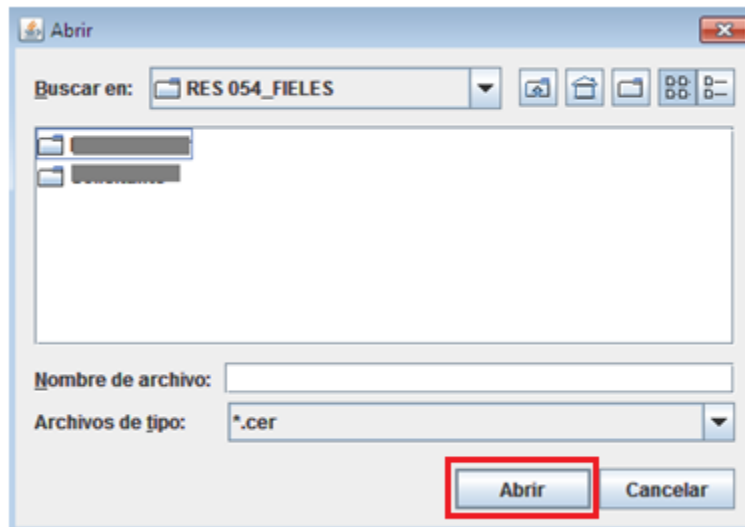 Abrir
Buscar en: RES 054_FIELES
Nombre de archivo:
Archivos de tipo: *.cer
Abrir Cancelar